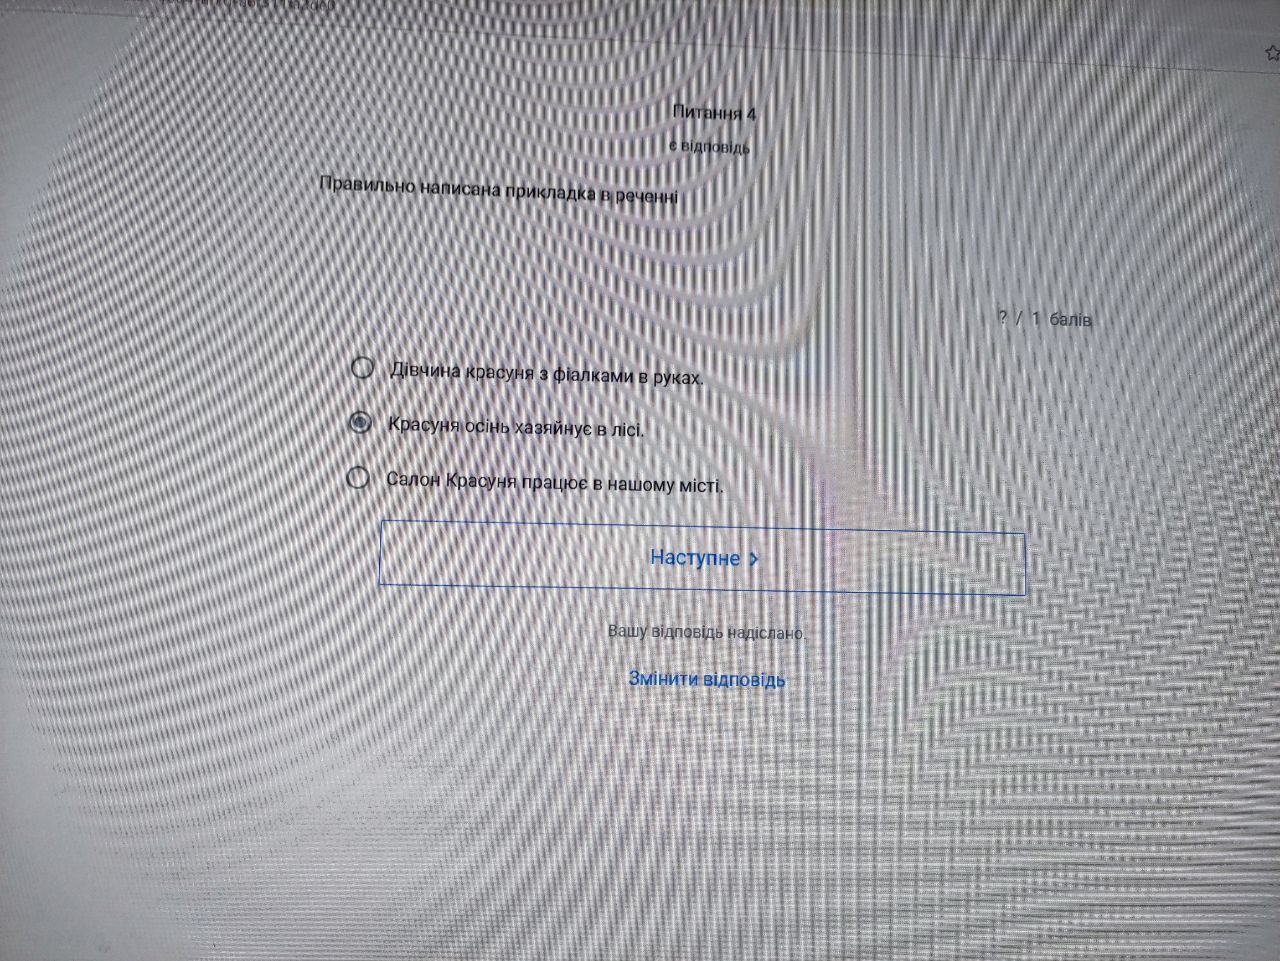 Питання 4
є відповідь
Правильно написана прикладка в реченні
? / 1 балів
Дівчина красуня з фіалками в руках.
Красуня осінь хазяйнує в лісі.
Салон Красуня працює в нашому місті.
Наступне >
Вашу відповідь надіслано.
Змінити відповідь